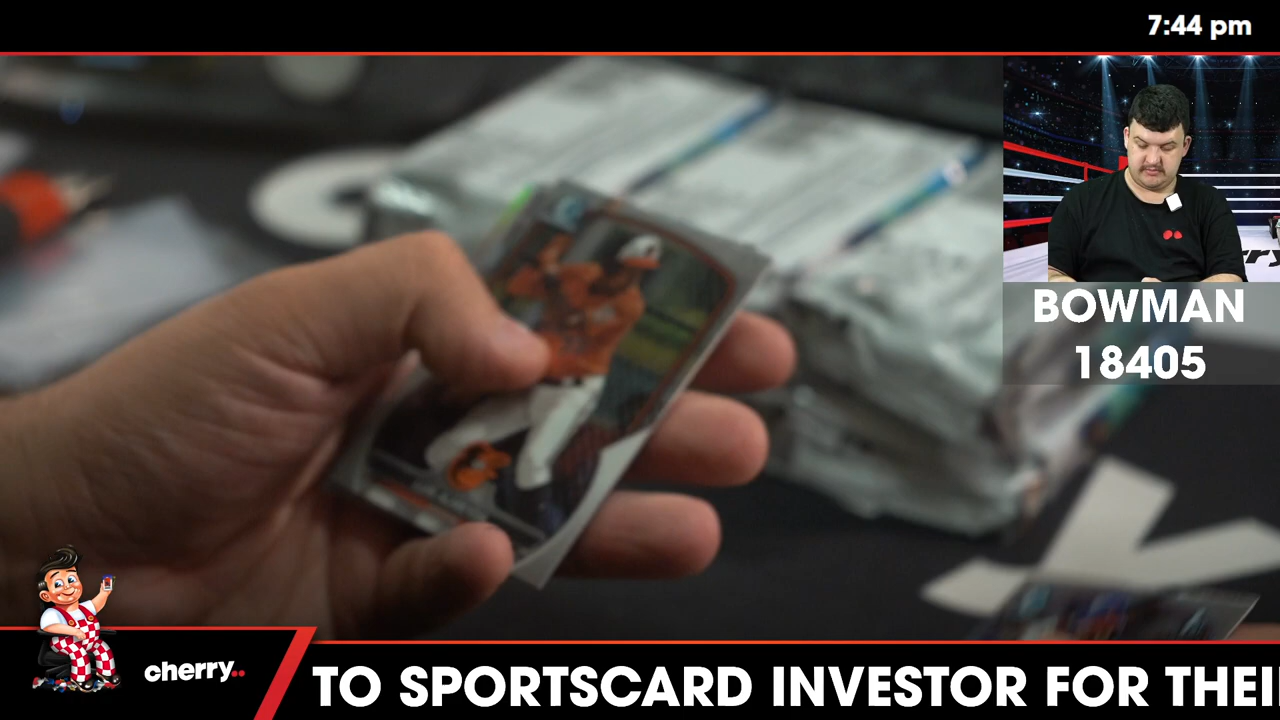 7:44 pm
BOWMAN
18405
cherry..
TO SPORTSCARD INVESTOR FOR THEI